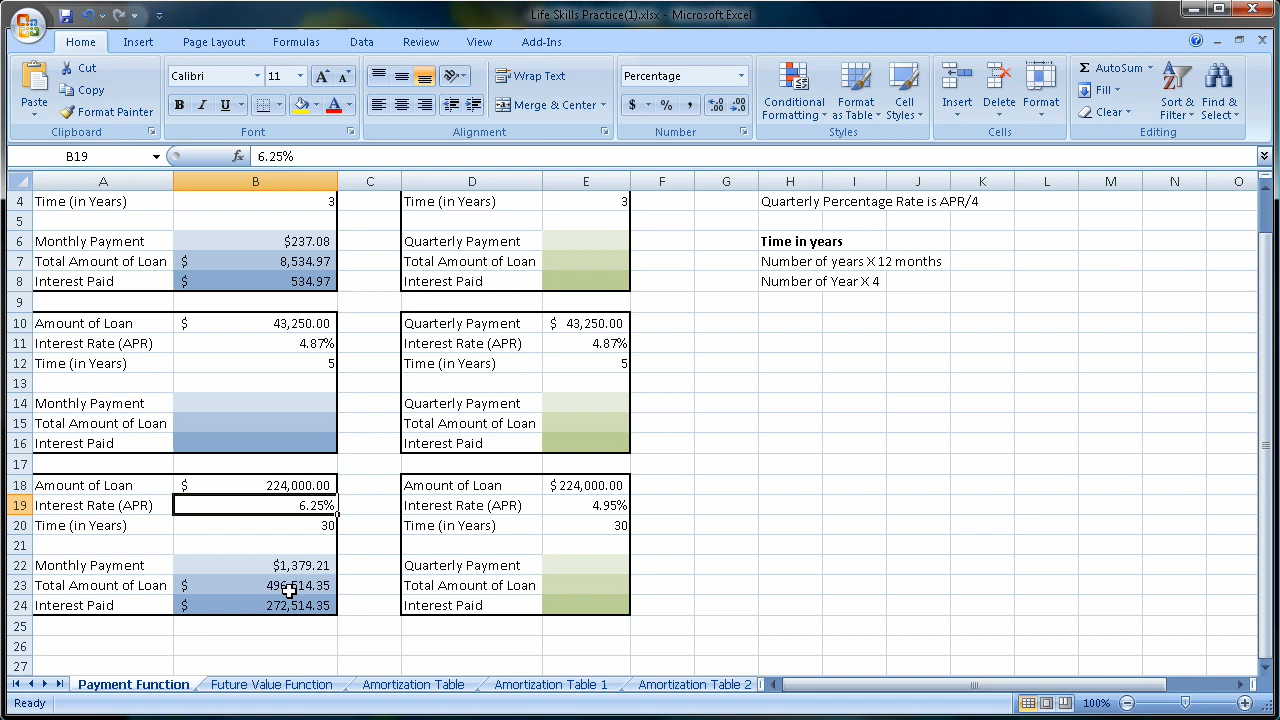 Life Skills Practice(1).xlsx - Microsoft Excel
Home Insert Page Layout Formulas Data Review View Add-Ins
Paste Cut Copy Format Painter Clipboard
Calibri 11 A A B I U A Font
Wrap Text Merge & Center Alignment
Percentage $ % , .0 .00 .00 .0 Number
Conditional Formatting Format as Table Cell Styles Styles
Insert Delete Format Cells
Σ AutoSum Fill Clear Sort & Filter Find & Select Editing
B19 fx 6.25%
A B C D E F G H I J K L M N O
4 Time (in Years) 3 Time (in Years) 3 Quarterly Percentage Rate is APR/4
5
6 Monthly Payment $237.08 Quarterly Payment Time in years
7 Total Amount of Loan $ 8,534.97 Total Amount of Loan Number of years X 12 months
8 Interest Paid $ 534.97 Interest Paid Number of Year X 4
9
10 Amount of Loan $ 43,250.00 Quarterly Payment $ 43,250.00
11 Interest Rate (APR) 4.87% Interest Rate (APR) 4.87%
12 Time (in Years) 5 Time (in Years) 5
13
14 Monthly Payment Quarterly Payment
15 Total Amount of Loan Total Amount of Loan
16 Interest Paid Interest Paid
17
18 Amount of Loan $ 224,000.00 Amount of Loan $ 224,000.00
19 Interest Rate (APR) 6.25% Interest Rate (APR) 4.95%
20 Time (in Years) 30 Time (in Years) 30
21
22 Monthly Payment $1,379.21 Quarterly Payment
23 Total Amount of Loan $ 496,514.35 Total Amount of Loan
24 Interest Paid $ 272,514.35 Interest Paid
25
26
27
Payment Function Future Value Function Amortization Table Amortization Table 1 Amortization Table 2
Ready 100%